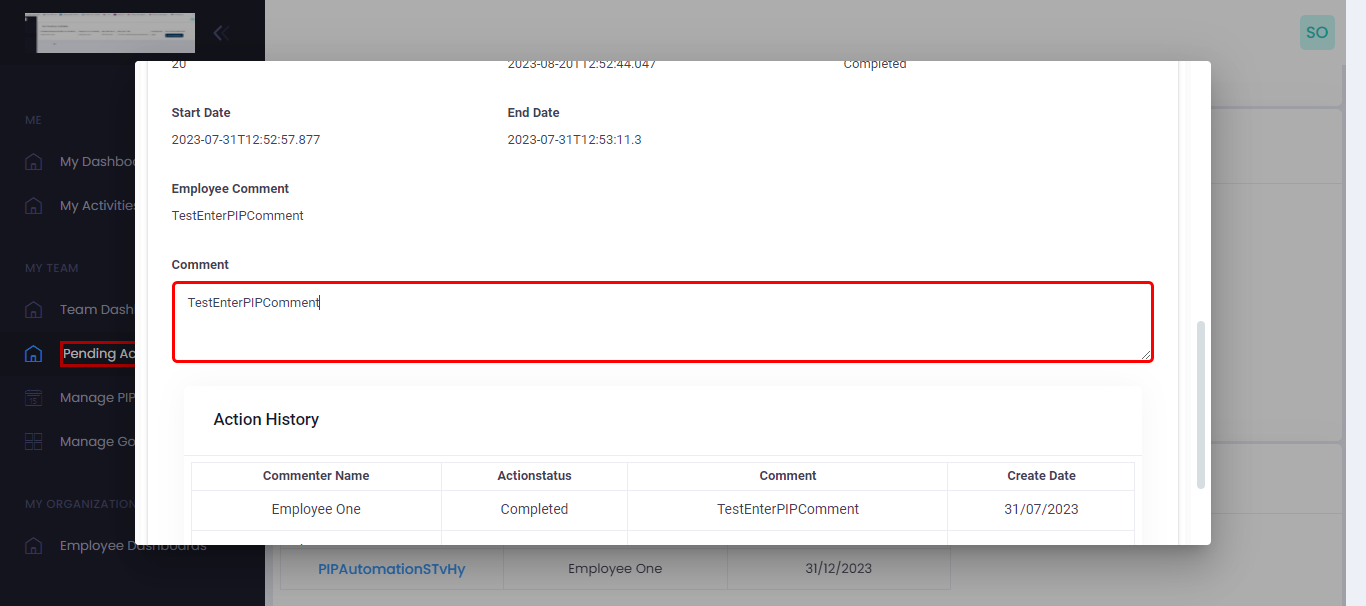 SO
20 2023-08-20T12:52:44.047 Completed
ME
Start Date End Date
2023-07-31T12:52:57.877 2023-07-31T12:53:11.3
My Dashboa
My Activities
Employee Comment
TestEnterPIPComment
MY TEAM
Comment
Team Dash
TestEnterPIPComment
Pending Ac
Manage PIP
Manage Go
Action History
Commenter Name Actionstatus Comment Create Date
MY ORGANIZATION
Employee One Completed TestEnterPIPComment 31/07/2023
Employee Dashboards
PIPAutomationSTvHy Employee One 31/12/2023